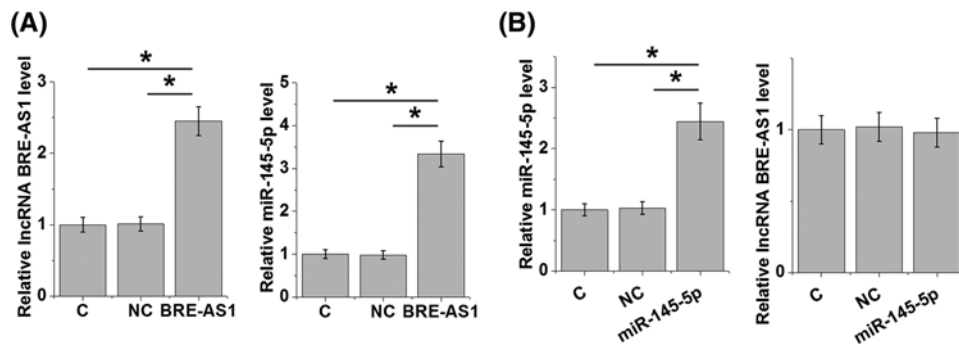 (A)
Relative lncRNA BRE-AS1 level
3
2
1
0
*
*
C NC BRE-AS1
Relative miR-145-5p level
5
4
3
2
1
0
*
*
C NC BRE-AS1
(B)
Relative miR-145-5p level
3
2
1
0
*
*
C NC miR-145-5p
Relative lncRNA BRE-AS1 level
1
0
C NC miR-145-5p